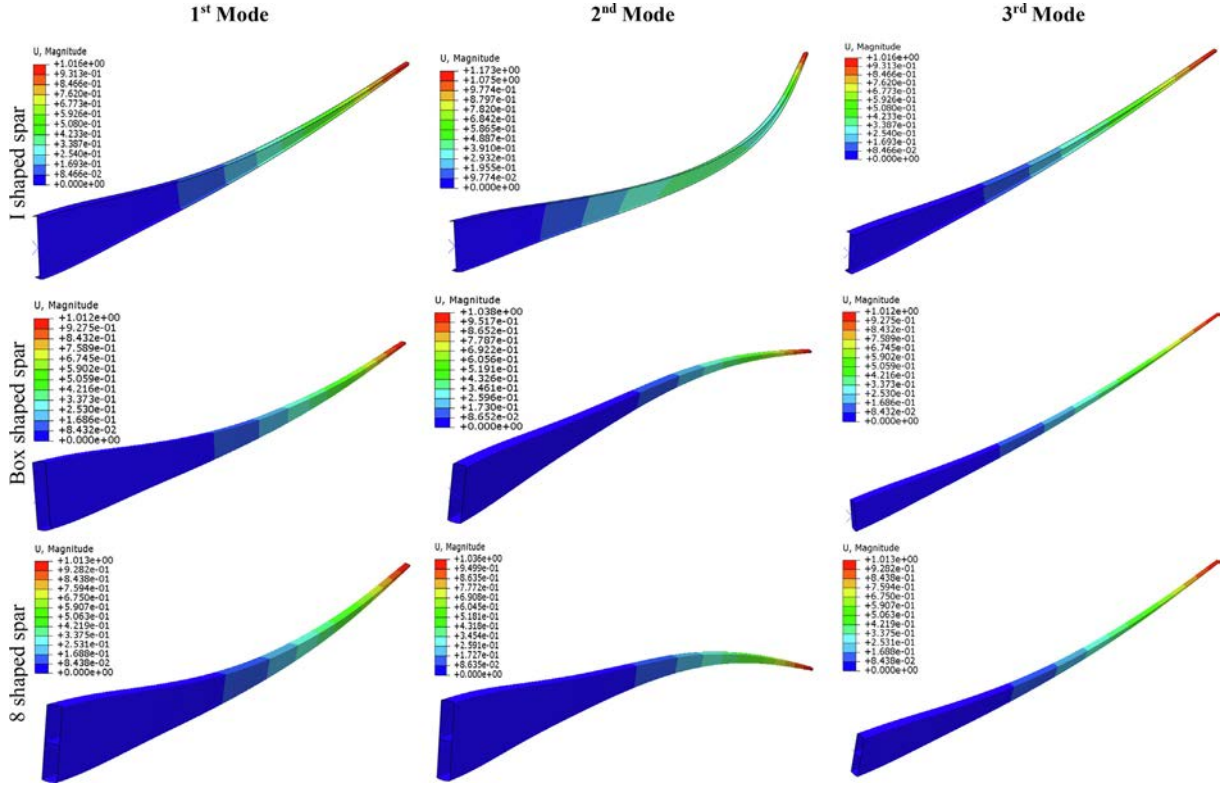 1st Mode
2nd Mode
3rd Mode
I shaped spar
U, Magnitude
+1.016e+00
+9.313e-01
+8.466e-01
+7.620e-01
+6.773e-01
+5.926e-01
+5.080e-01
+4.233e-01
+3.387e-01
+2.540e-01
+1.693e-01
+8.466e-02
+0.000e+00
U, Magnitude
+1.173e+00
+1.075e+00
+9.774e-01
+8.797e-01
+7.820e-01
+6.842e-01
+5.865e-01
+4.887e-01
+3.910e-01
+2.932e-01
+1.955e-01
+9.774e-02
+0.000e+00
U, Magnitude
+1.016e+00
+9.313e-01
+8.466e-01
+7.620e-01
+6.773e-01
+5.926e-01
+5.080e-01
+4.233e-01
+3.387e-01
+2.540e-01
+1.693e-01
+8.466e-02
+0.000e+00
Box shaped spar
U, Magnitude
+1.012e+00
+9.275e-01
+8.432e-01
+7.589e-01
+6.745e-01
+5.902e-01
+5.059e-01
+4.216e-01
+3.373e-01
+2.530e-01
+1.686e-01
+8.432e-02
+0.000e+00
U, Magnitude
+1.038e+00
+9.517e-01
+8.652e-01
+7.787e-01
+6.922e-01
+6.056e-01
+5.191e-01
+4.326e-01
+3.461e-01
+2.596e-01
+1.730e-01
+8.652e-02
+0.000e+00
U, Magnitude
+1.012e+00
+9.275e-01
+8.432e-01
+7.589e-01
+6.745e-01
+5.902e-01
+5.059e-01
+4.216e-01
+3.373e-01
+2.530e-01
+1.686e-01
+8.432e-02
+0.000e+00
8 shaped spar
U, Magnitude
+1.013e+00
+9.282e-01
+8.438e-01
+7.594e-01
+6.750e-01
+5.907e-01
+5.063e-01
+4.219e-01
+3.375e-01
+2.531e-01
+1.688e-01
+8.438e-02
+0.000e+00
U, Magnitude
+1.036e+00
+9.499e-01
+8.635e-01
+7.772e-01
+6.908e-01
+6.045e-01
+5.181e-01
+4.318e-01
+3.454e-01
+2.591e-01
+1.727e-01
+8.635e-02
+0.000e+00
U, Magnitude
+1.013e+00
+9.282e-01
+8.438e-01
+7.594e-01
+6.750e-01
+5.907e-01
+5.063e-01
+4.219e-01
+3.375e-01
+2.531e-01
+1.688e-01
+8.438e-02
+0.000e+00